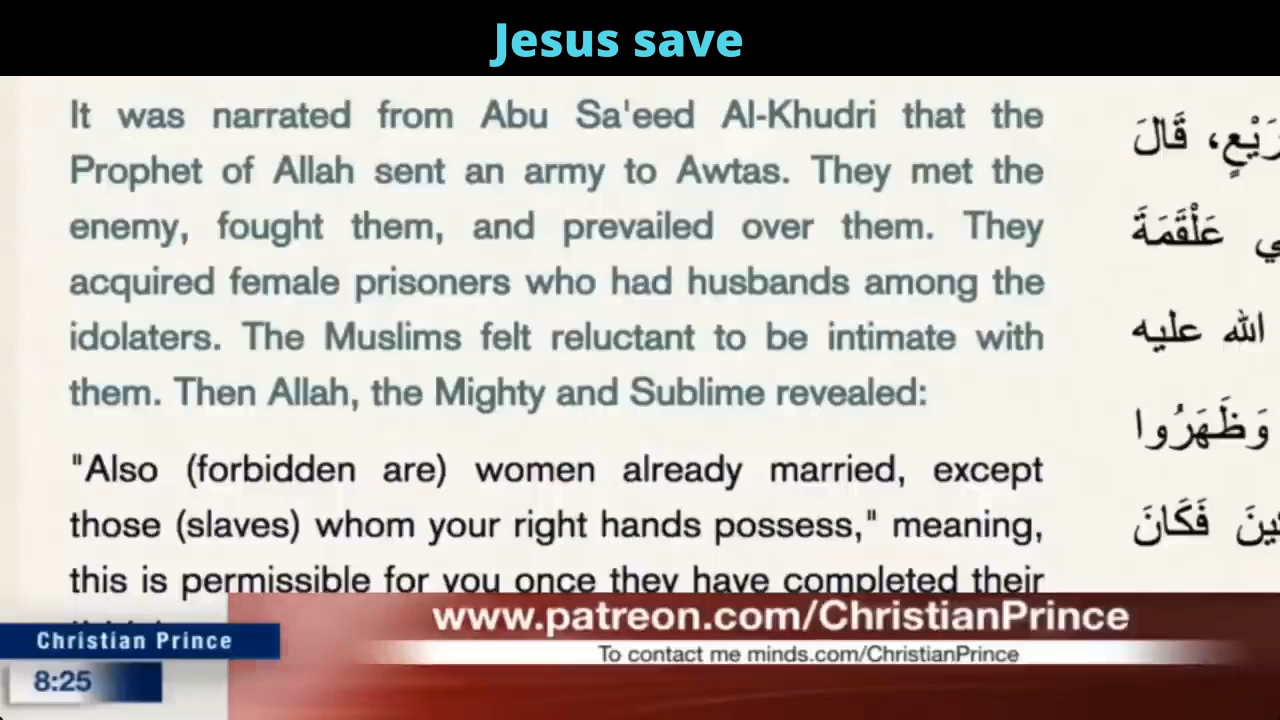 Jesus save
It was narrated from Abu Sa'eed Al-Khudri that the
Prophet of Allah sent an army to Awtas. They met the
enemy, fought them, and prevailed over them. They
acquired female prisoners who had husbands among the
idolaters. The Muslims felt reluctant to be intimate with
them. Then Allah, the Mighty and Sublime revealed:
"Also (forbidden are) women already married, except
those (slaves) whom your right hands possess," meaning,
this is permissible for you once they have completed their
قَالَ
عَلْقَمَةَ
الله عليه
وَظَهَرُوا
فَكَانَ
www.patreon.com/ChristianPrince
To contact me minds.com/ChristianPrince
Christian Prince
8:25